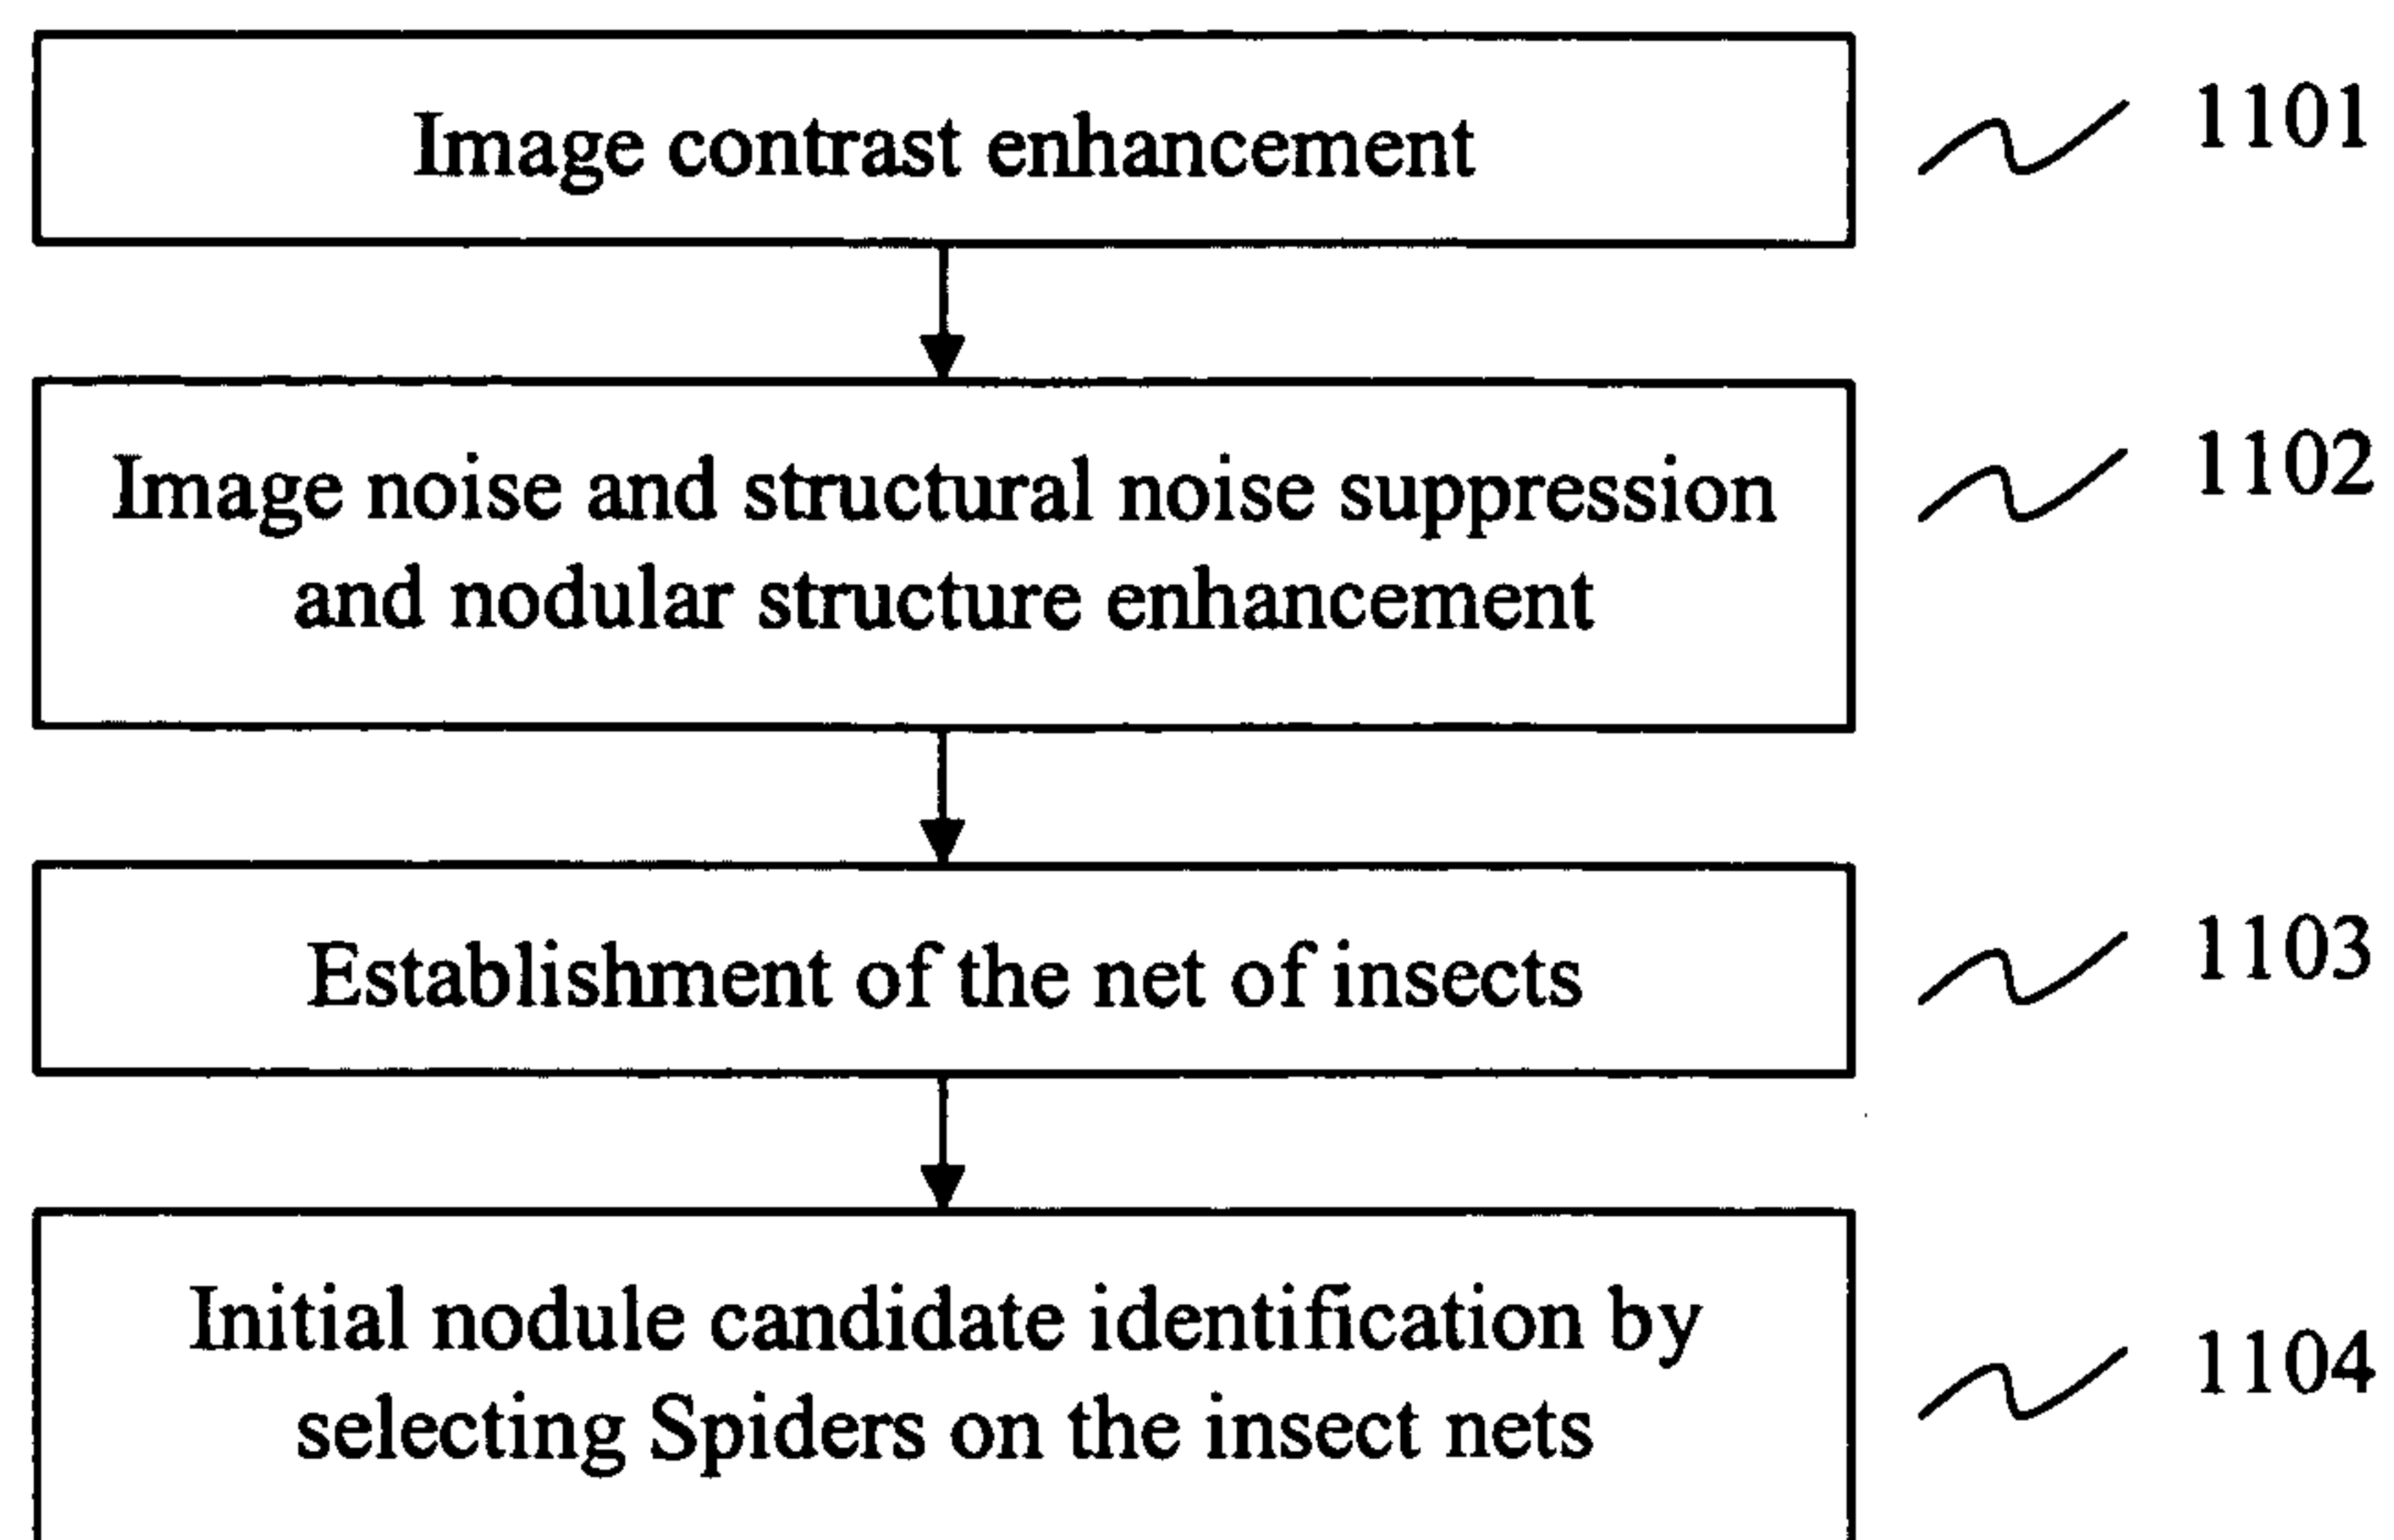 Image contrast enhancement
1101
Image noise and structural noise suppression
and nodular structure enhancement
1102
Establishment of the net of insects
1103
Initial nodule candidate identification by
selecting Spiders on the insect nets
1104